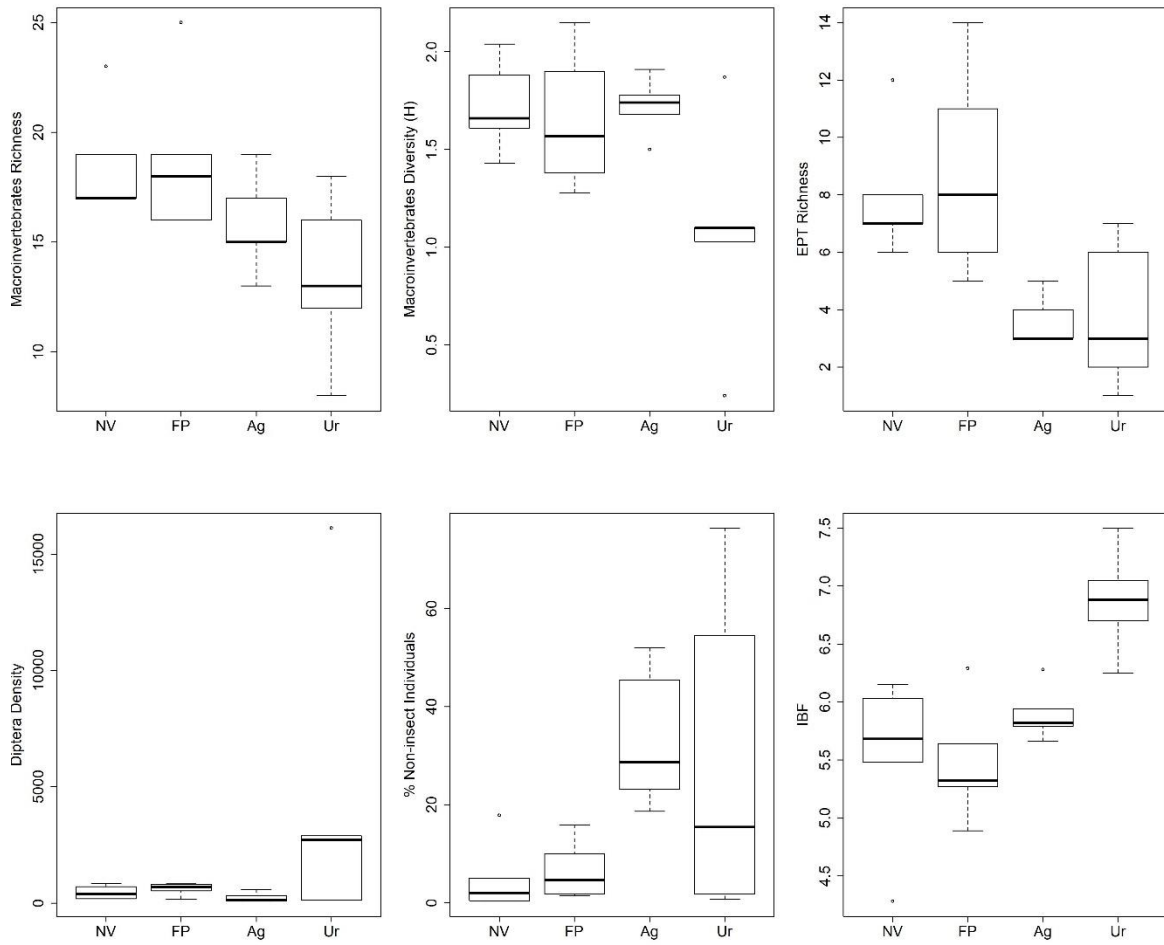 Macroinvertebrates Richness
25
20
15
10
NV FP Ag Ur
Macroinvertebrates Diversity (H)
2.0
1.5
1.0
0.5
NV FP Ag Ur
EPT Richness
14
12
10
8
6
4
2
NV FP Ag Ur
Diptera Density
15000
10000
5000
0
NV FP Ag Ur
% Non-insect Individuals
60
40
20
0
NV FP Ag Ur
IBF
7.5
7.0
6.5
6.0
5.5
5.0
4.5
NV FP Ag Ur